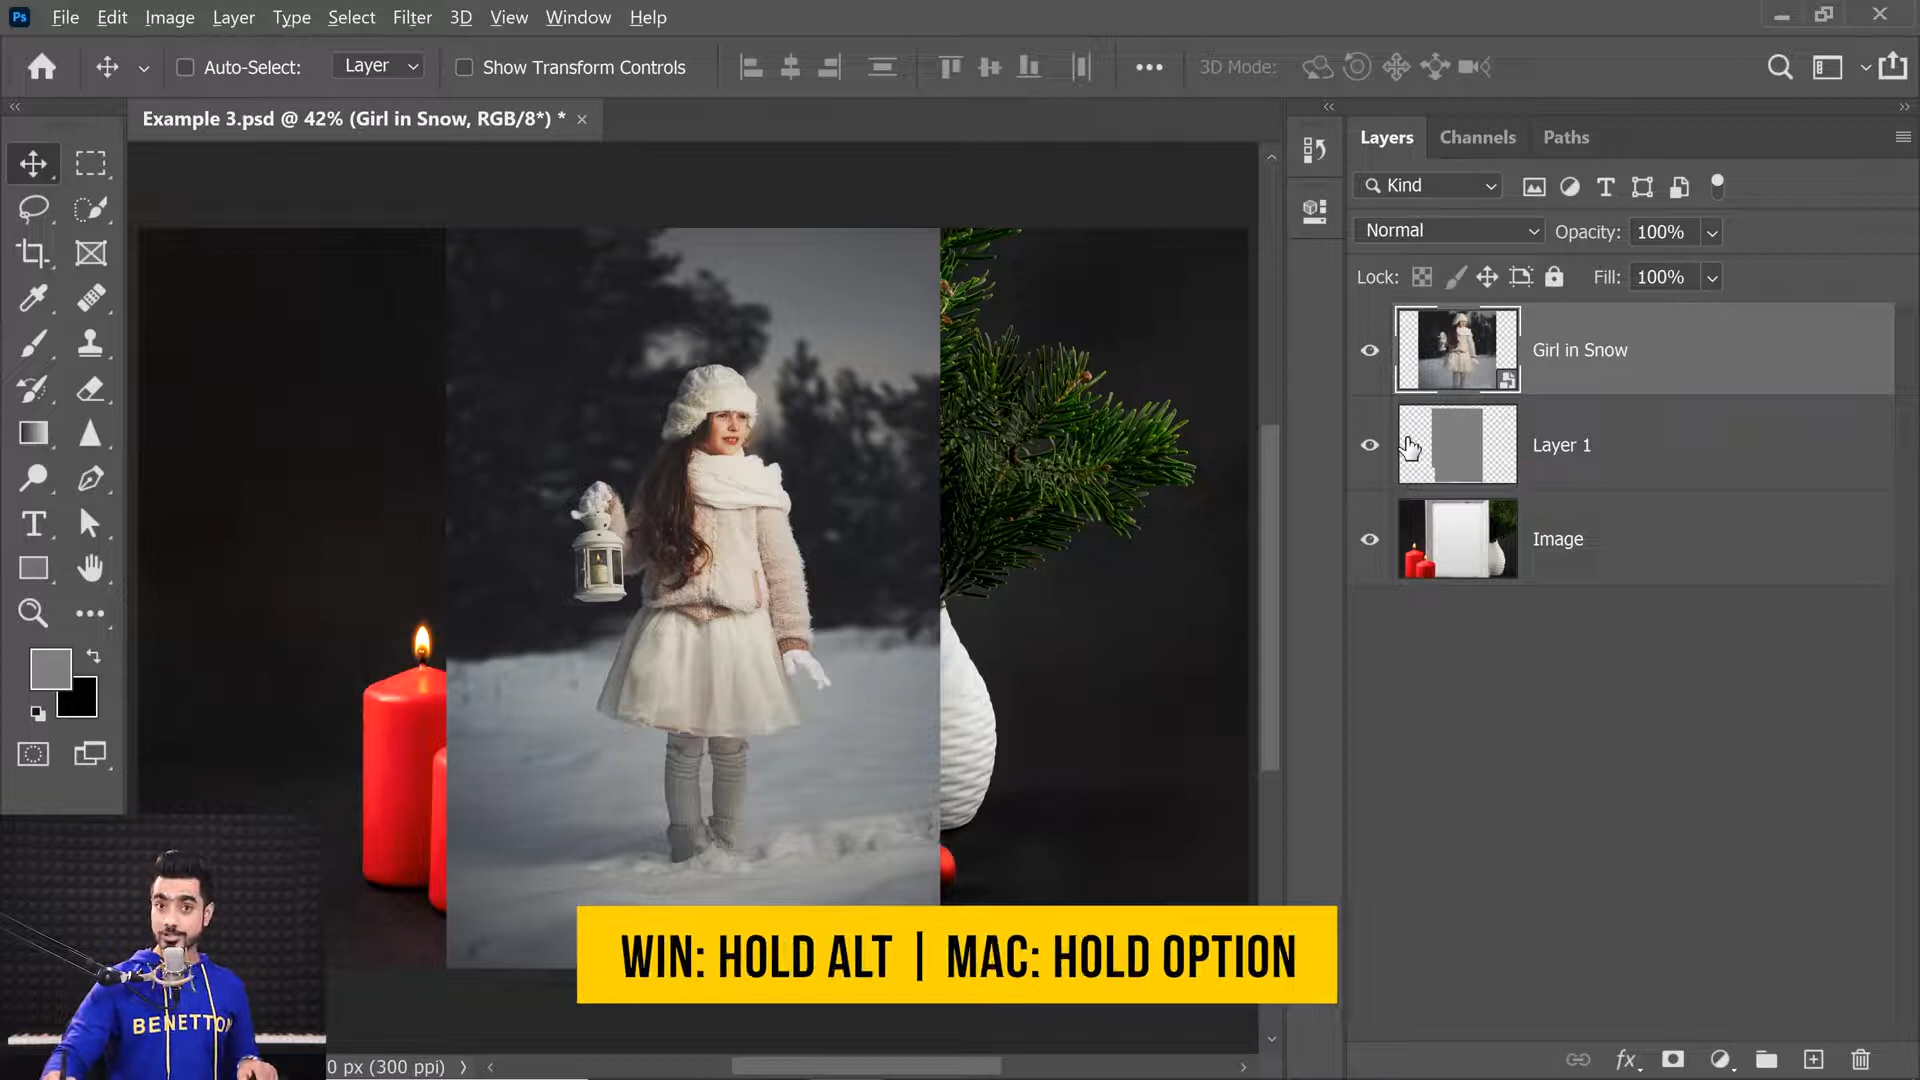 Ps File Edit Image Layer Type Select Filter 3D View Window Help
Auto-Select: Layer Show Transform Controls 3D Mode:
Example 3.psd @ 42% (Girl in Snow, RGB/8*) *
Layers Channels Paths
Kind
Normal Opacity: 100%
Lock: Fill: 100%
Girl in Snow
Layer 1
Image
WIN: HOLD ALT | MAC: HOLD OPTION
BENETTON
0 px (300 ppi)
fx